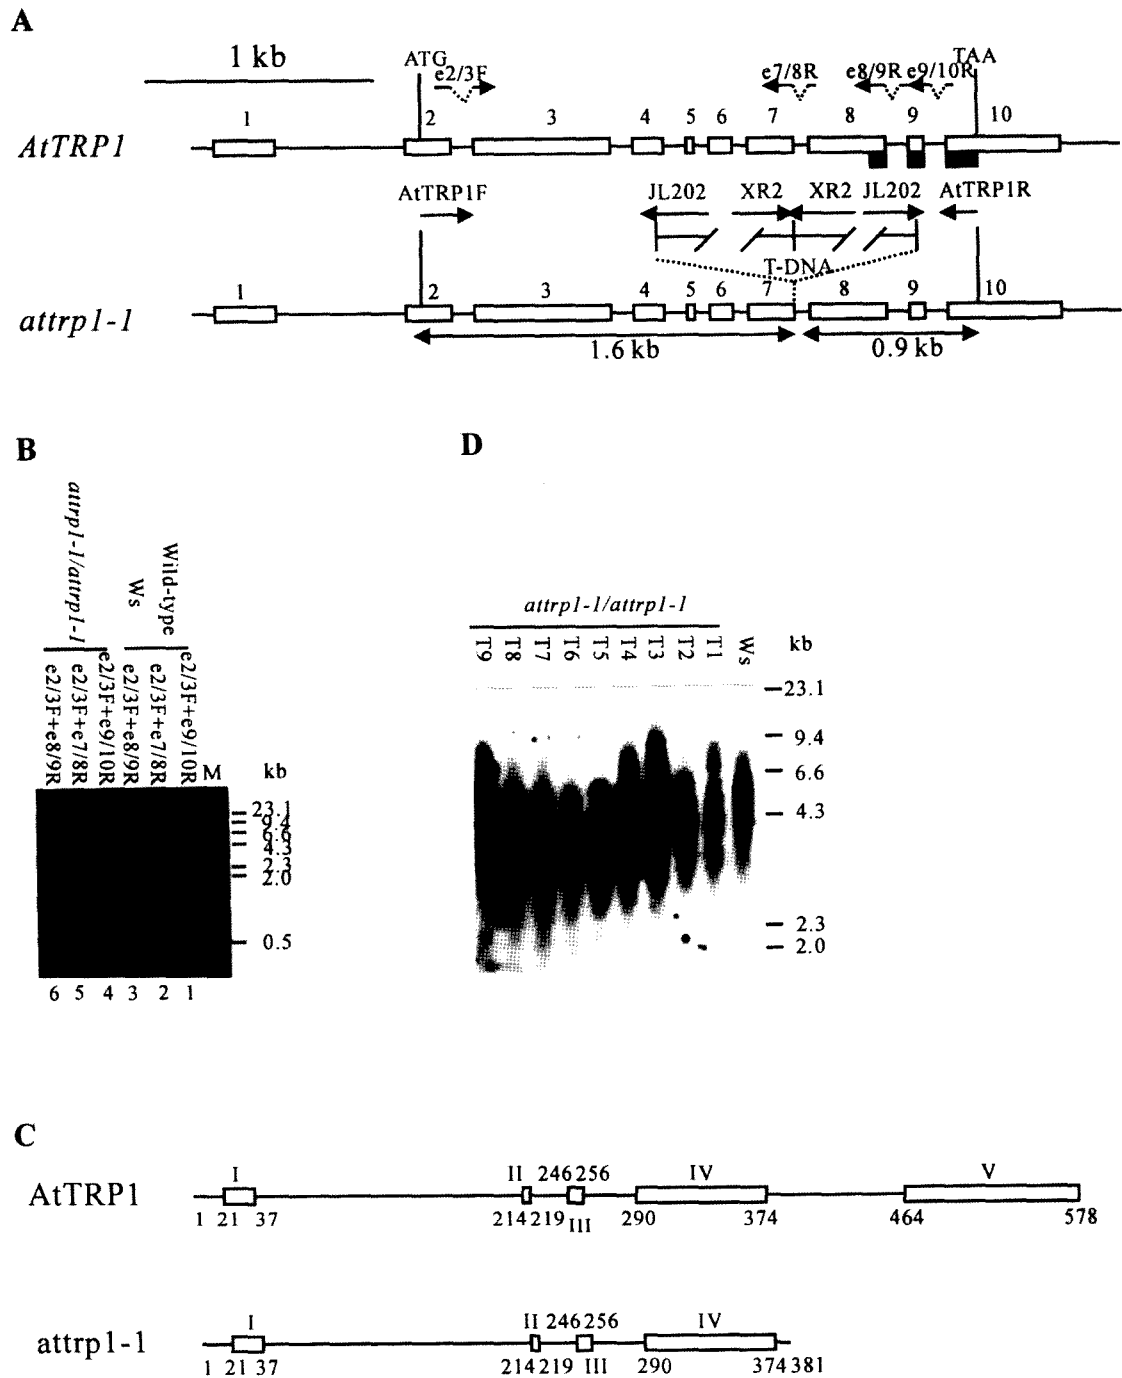 A
1 kb
ATG
e2/3F
e7/8R
e8/9R
e9/10R
TAA
1 2 3 4 5 6 7 8 9 10
AtTRP1
AtTRP1F
JL202
XR2
XR2
JL202
AtTRP1R
T-DNA
1 2 3 4 5 6 7 8 9 10
attrp1-1
1.6 kb
0.9 kb
B
attrp1-1/attrp1-1
Wild-type
Ws
e2/3F+e8/9R
e2/3F+e7/8R
e2/3F+e9/10R
e2/3F+e8/9R
e2/3F+e7/8R
e2/3F+e9/10R
M
kb
23.1
9.4
6.6
4.3
2.3
2.0
0.5
6 5 4 3 2 1
D
attrp1-1/attrp1-1
T9 T8 T7 T6 T5 T4 T3 T2 T1 Ws
kb
23.1
9.4
6.6
4.3
2.3
2.0
C
I II 246 256 IV V
AtTRP1
1 21 37 214 219 III 290 374 464 578
I II 246 256 IV
attrp1-1
1 21 37 214 219 III 290 374 381